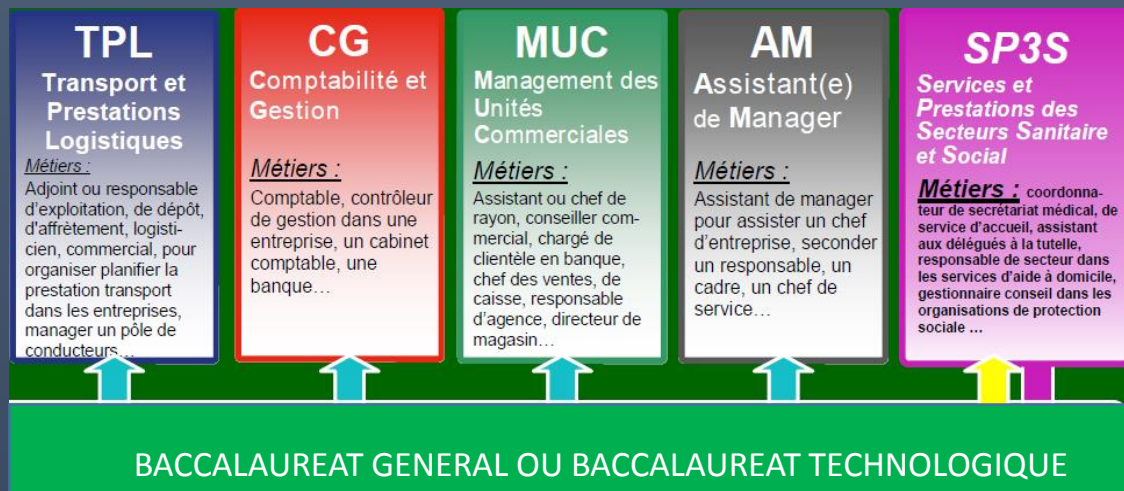 TPL
Transport et
Prestations
Logistiques
Métiers :
Adjoint ou responsable
d'exploitation, de dépôt,
d'affrètement, logisti-
cien, commercial, pour
organiser planifier la
prestation transport
dans les entreprises,
manager un pôle de
conducteurs...
CG
Comptabilité et
Gestion
Métiers :
Comptable, contrôleur
de gestion dans une
entreprise, un cabinet
comptable, une
banque...
MUC
Management des
Unités
Commerciales
Métiers :
Assistant ou chef de
rayon, conseiller com-
mercial, chargé de
clientèle en banque,
chef des ventes, de
caisse, responsable
d'agence, directeur de
magasin...
AM
Assistant(e)
de Manager
Métiers :
Assistant de manager
pour assister un chef
d'entreprise, seconder
un responsable, un
cadre, un chef de
service...
SP3S
Services et
Prestations des
Secteurs Sanitaire
et Social
Métiers : coordonna-
teur de secrétariat médical, de
service d'accueil, assistant
aux délégués à la tutelle,
responsable de secteur dans
les services d'aide à domicile,
gestionnaire conseil dans les
organisations de protection
sociale ...
BACCALAUREAT GENERAL OU BACCALAUREAT TECHNOLOGIQUE